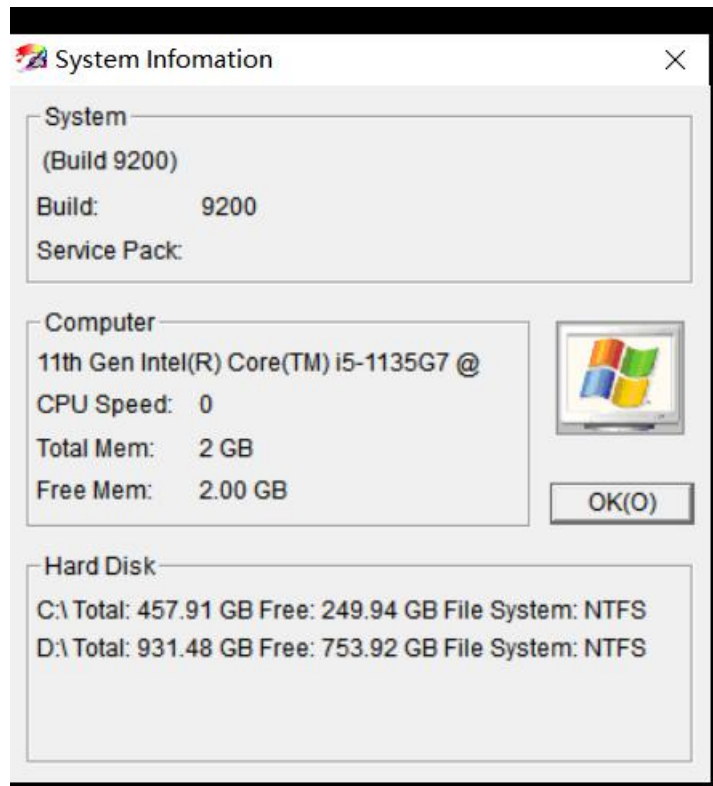 System Infomation
System
(Build 9200)
Build: 9200
Service Pack:
Computer
11th Gen Intel(R) Core(TM) i5-1135G7 @
CPU Speed: 0
Total Mem: 2 GB
Free Mem: 2.00 GB
OK(O)
Hard Disk
C:\ Total: 457.91 GB Free: 249.94 GB File System: NTFS
D:\ Total: 931.48 GB Free: 753.92 GB File System: NTFS